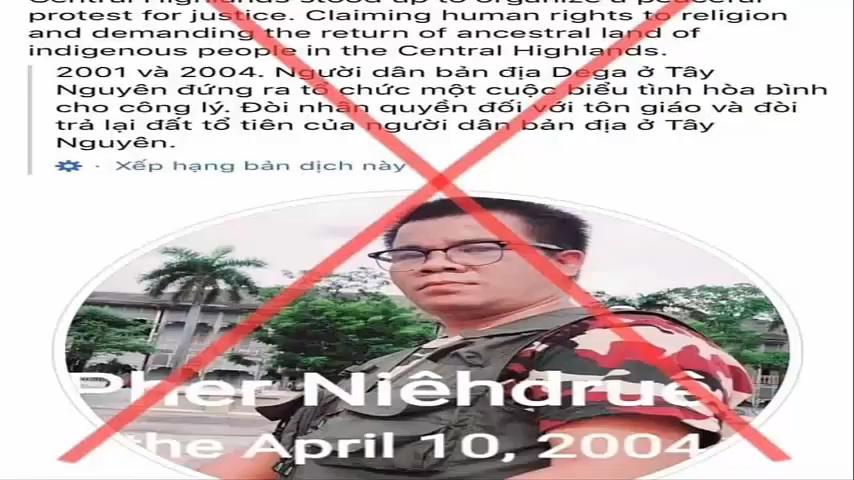 Central Highlands stood up to organize a peaceful
protest for justice. Claiming human rights to religion
and demanding the return of ancestral land of
indigenous people in the Central Highlands.
2001 và 2004. Người dân bản địa Dega ở Tây
Nguyên đứng ra tổ chức một cuộc biểu tình hòa bình
cho công lý. Đòi nhân quyền đối với tôn giáo và đòi
trả lại đất tổ tiên của người dân bản địa ở Tây
Nguyên.
· Xếp hạng bản dịch này
Pher Niêhdrué
the April 10, 2004